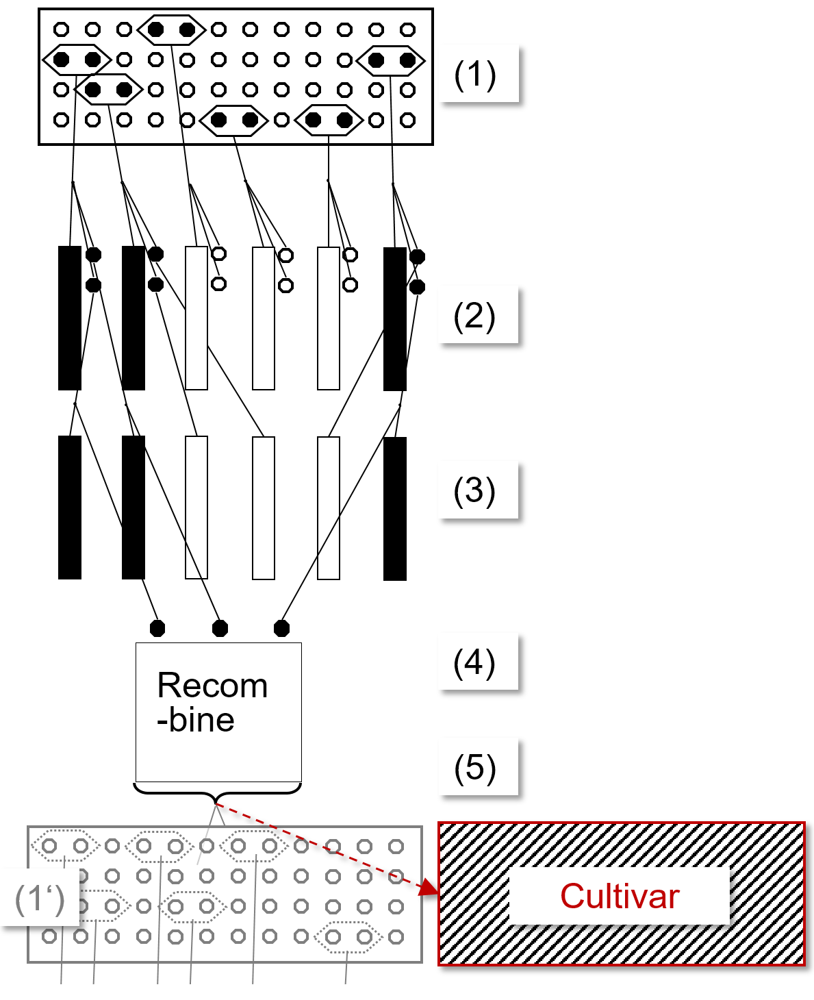 (1)
(2)
(3)
(4)
Recom
-bine
(5)
(1‘)
Cultivar